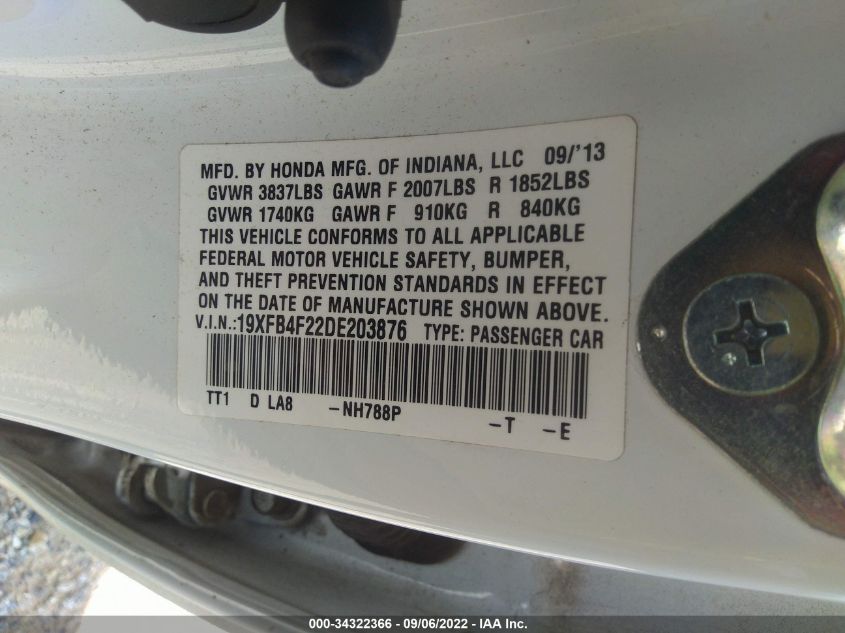 MFD. BY HONDA MFG. OF INDIANA, LLC 09/'13
GVWR 3837LBS GAWR F 2007LBS R 1852LBS
GVWR 1740KG GAWR F 910KG R 840KG
THIS VEHICLE CONFORMS TO ALL APPLICABLE
FEDERAL MOTOR VEHICLE SAFETY, BUMPER,
AND THEFT PREVENTION STANDARDS IN EFFECT
ON THE DATE OF MANUFACTURE SHOWN ABOVE.
V.I.N.:19XFB4F22DE203876 TYPE: PASSENGER CAR
TT1 D LA8 -NH788P -T -E
000-34322366 - 09/06/2022 - IAA Inc.